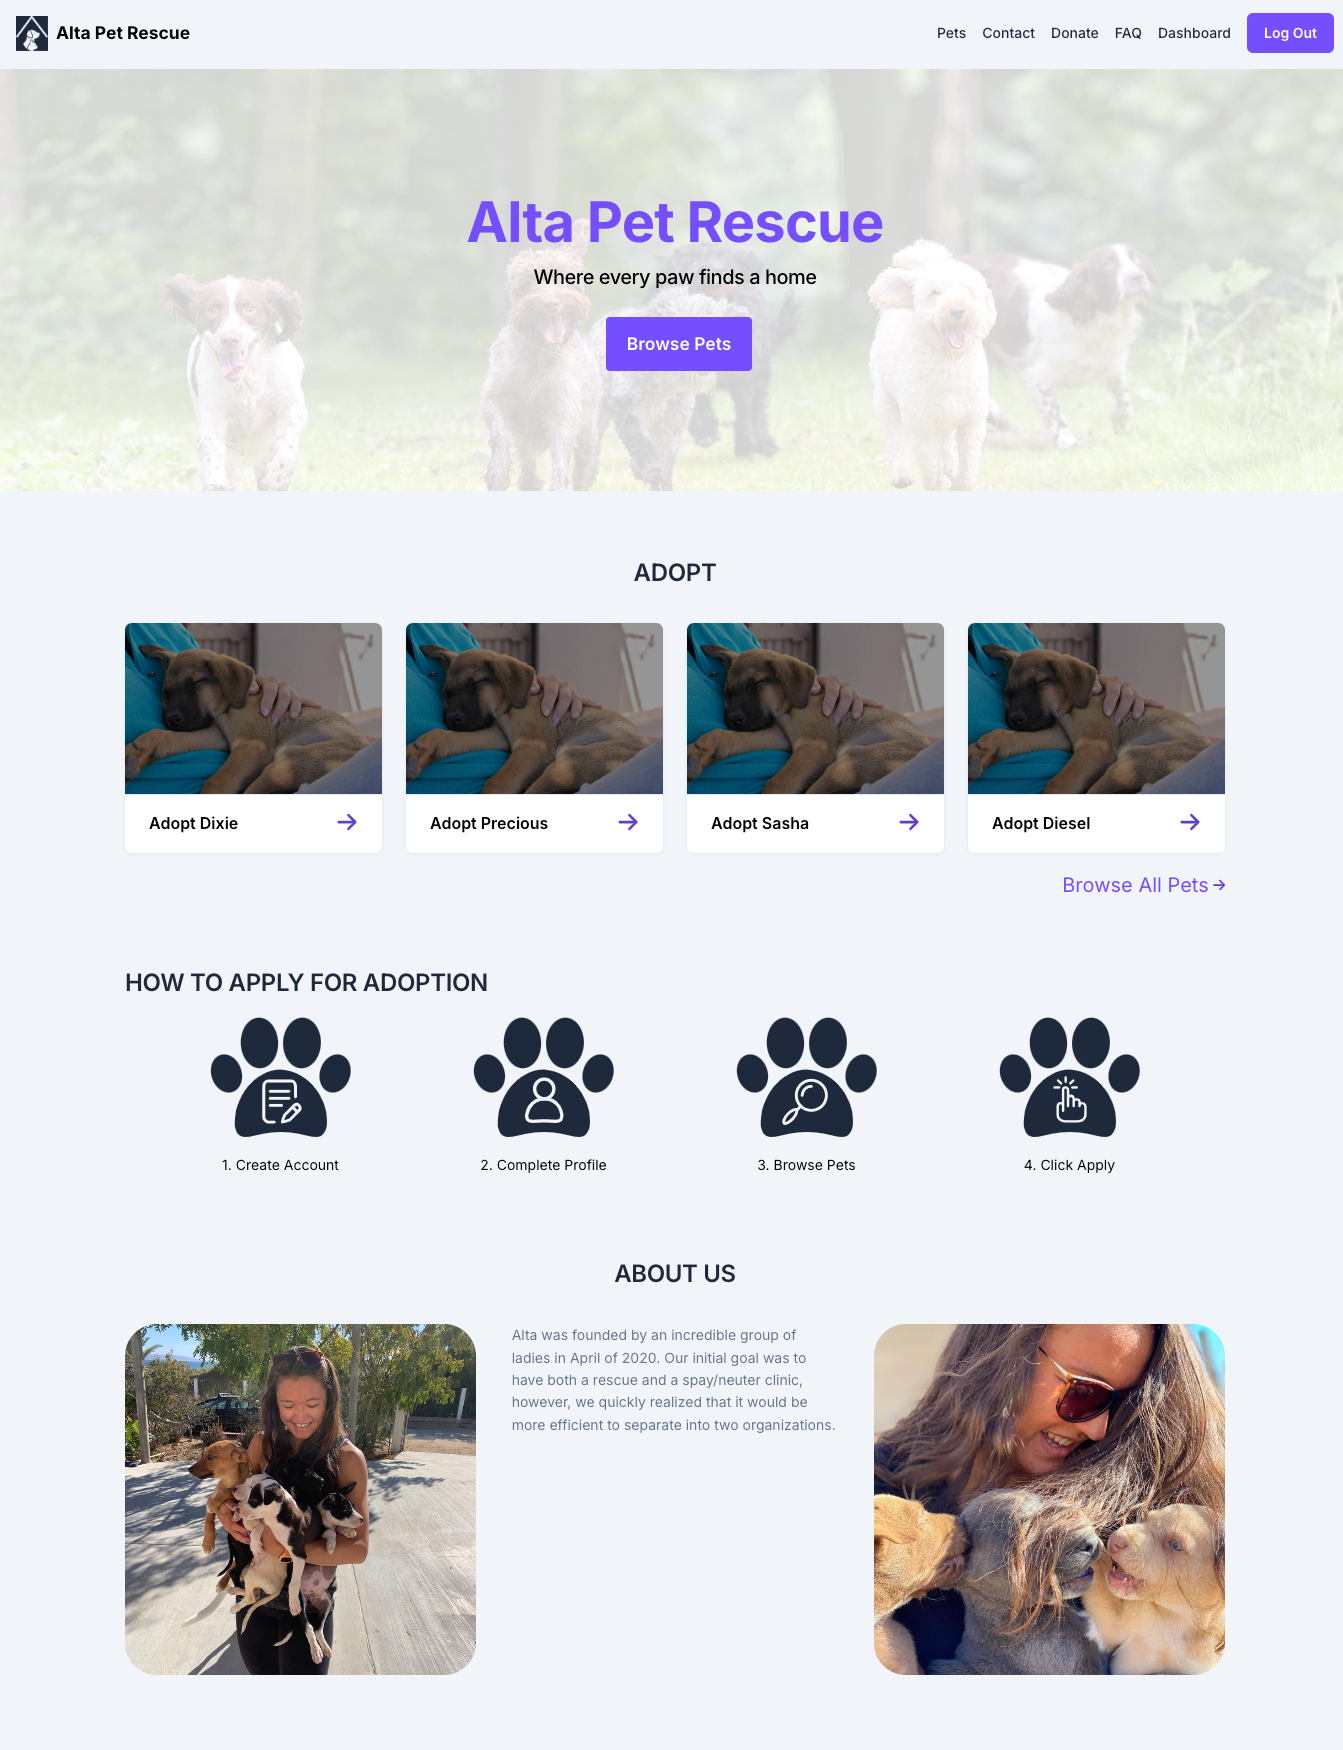 Alta Pet Rescue
Pets Contact Donate FAQ Dashboard Log Out
Alta Pet Rescue
Where every paw finds a home
Browse Pets
ADOPT
Adopt Dixie
Adopt Precious
Adopt Sasha
Adopt Diesel
Browse All Pets
HOW TO APPLY FOR ADOPTION
1. Create Account
2. Complete Profile
3. Browse Pets
4. Click Apply
ABOUT US
Alta was founded by an incredible group of
ladies in April of 2020. Our initial goal was to
have both a rescue and a spay/neuter clinic,
however, we quickly realized that it would be
more efficient to separate into two organizations.